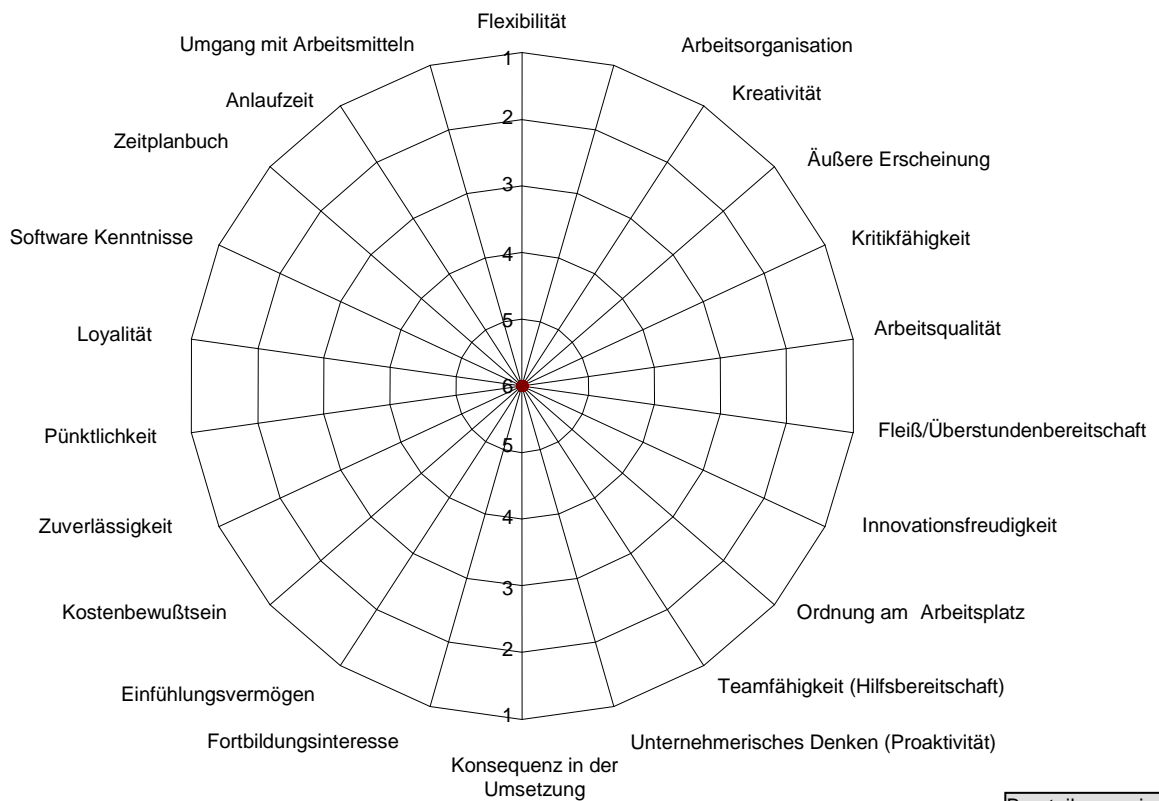 Flexibilität
Umgang mit Arbeitsmitteln
Arbeitsorganisation
Anlaufzeit
Kreativität
Zeitplanbuch
Äußere Erscheinung
Software Kenntnisse
Kritikfähigkeit
Loyalität
Arbeitsqualität
Pünktlichkeit
Fleiß/Überstundenbereitschaft
Zuverlässigkeit
Innovationsfreudigkeit
Kostenbewußtsein
Ordnung am Arbeitsplatz
Einfühlungsvermögen
Teamfähigkeit (Hilfsbereitschaft)
Fortbildungsinteresse
Unternehmerisches Denken (Proaktivität)
Konsequenz in der
Umsetzung
1
2
3
4
5
6
5
4
3
2
1